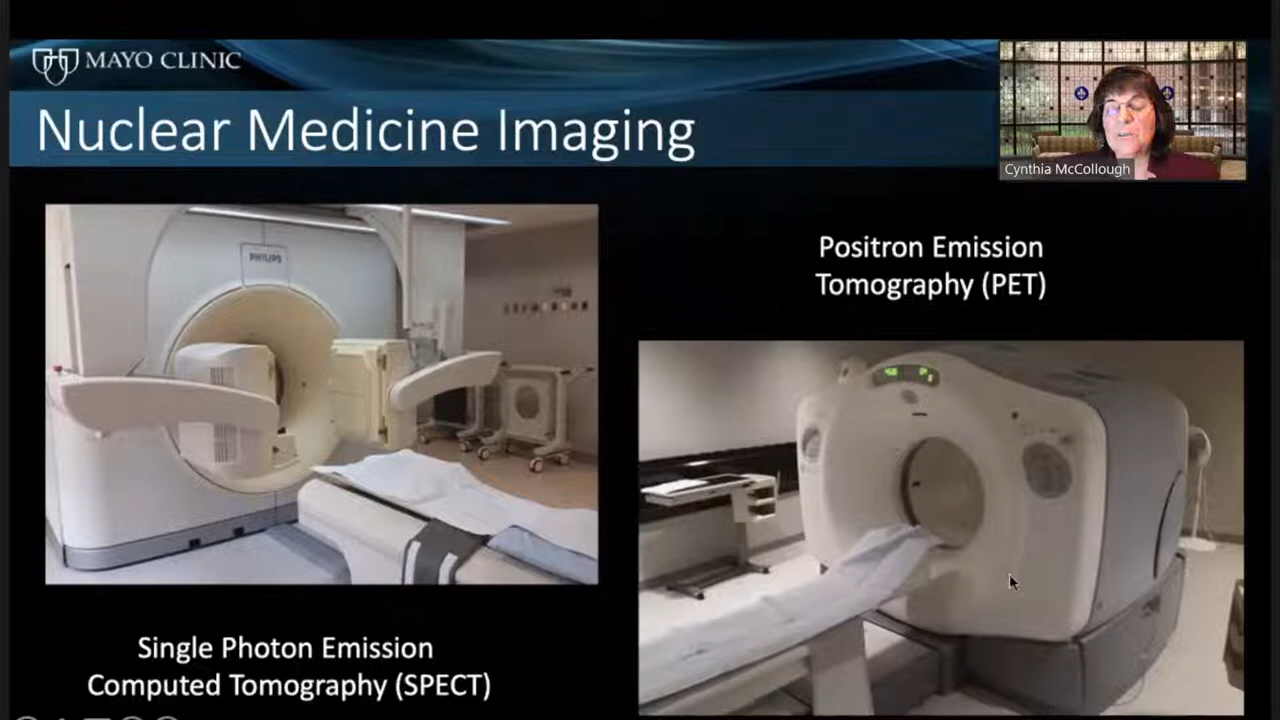 MAYO CLINIC
Nuclear Medicine Imaging
Cynthia McCollough
PHILIPS
Positron Emission
Tomography (PET)
Single Photon Emission
Computed Tomography (SPECT)